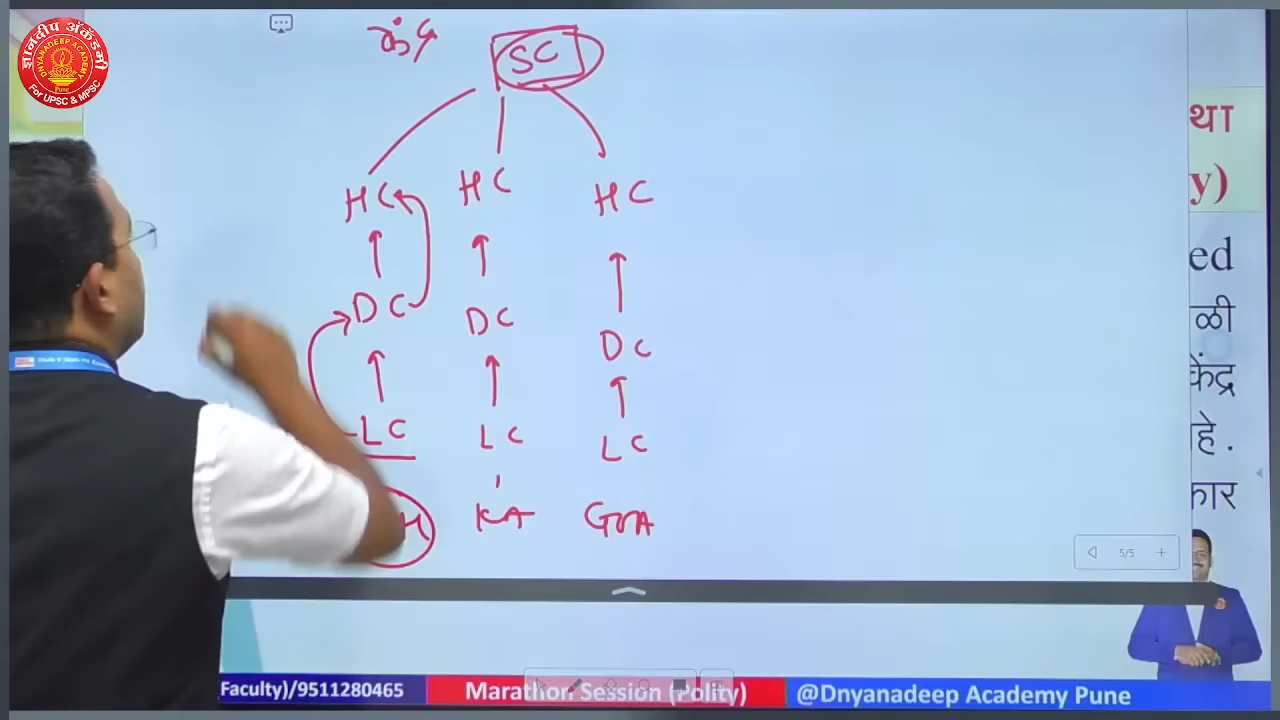 ज्ञानदीप अॅकॅडमी
DNYANADEEP ACADEMY
Pune
For UPSC & MPSC
केंद्र
SC
HC HC HC
DC DC DC
LC LC LC
KA GOA
था
y)
ed
ळी
केंद्र
हे.
कार
5/5
Faculty)/9511280465
Marathon Session (Polity)
@Dnyanadeep Academy Pune